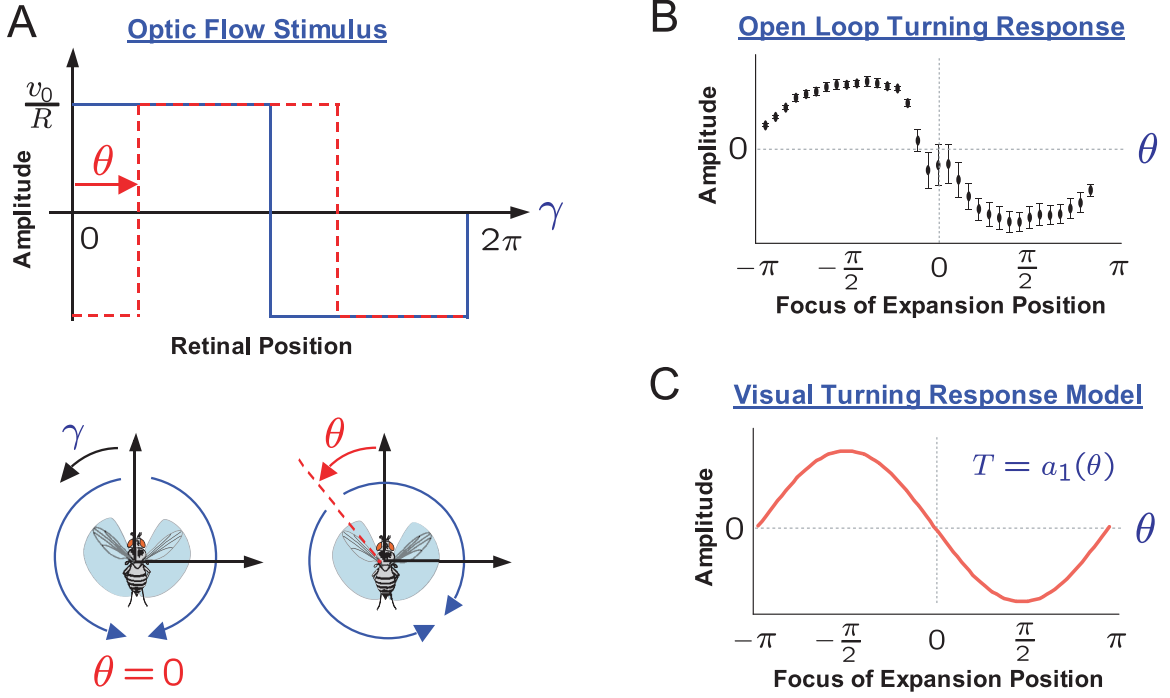 A
Optic Flow Stimulus
v₀/R
Amplitude
θ
γ
0
2π
Retinal Position
γ
θ = 0
θ
B
Open Loop Turning Response
Amplitude
0
θ
−π
−π/2
0
π/2
π
Focus of Expansion Position
C
Visual Turning Response Model
T = a₁(θ)
Amplitude
0
θ
−π
−π/2
0
π/2
π
Focus of Expansion Position